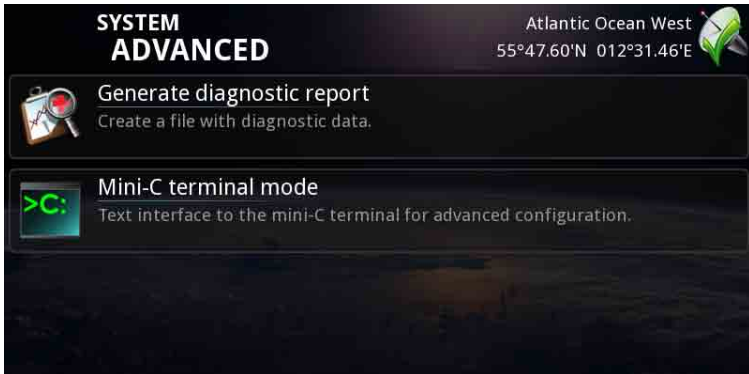 SYSTEM
ADVANCED
Atlantic Ocean West
55°47.60'N 012°31.46'E
Generate diagnostic report
Create a file with diagnostic data.
>C:
Mini-C terminal mode
Text interface to the mini-C terminal for advanced configuration.